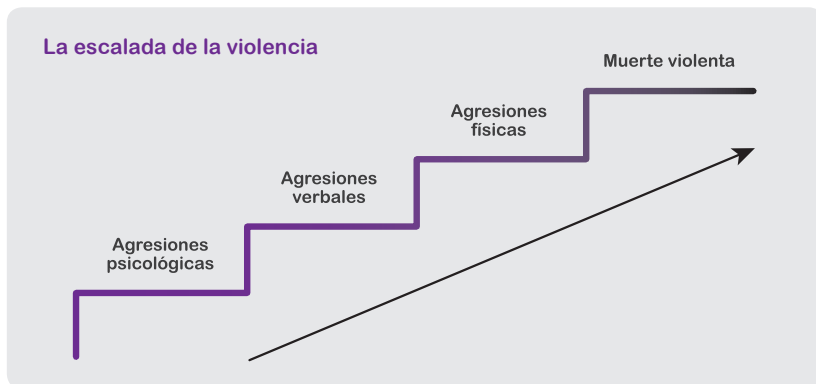 La escalada de la violencia
Muerte violenta
Agresiones
físicas
Agresiones
verbales
Agresiones
psicológicas